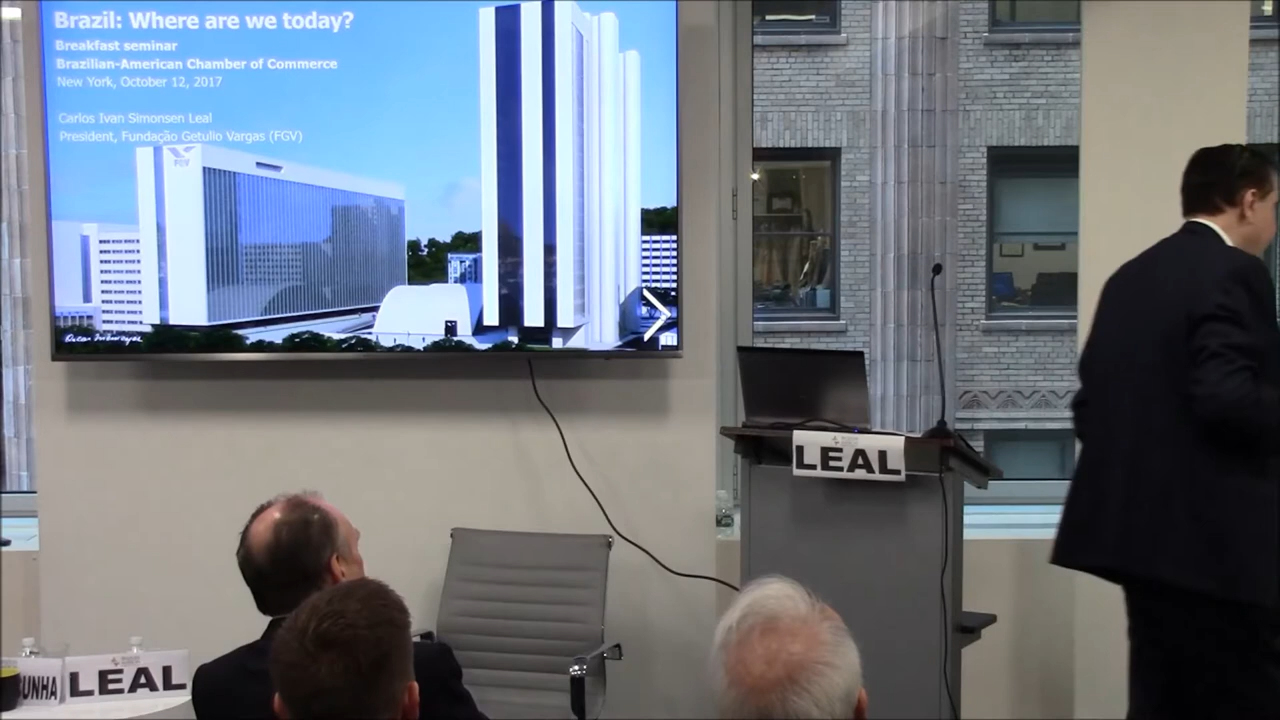 Brazil: Where are we today?
Breakfast seminar
Brazilian-American Chamber of Commerce
New York, October 12, 2017
Carlos Ivan Simonsen Leal
President, Fundação Getulio Vargas (FGV)
FGV
LEAL
UNHA
LEAL